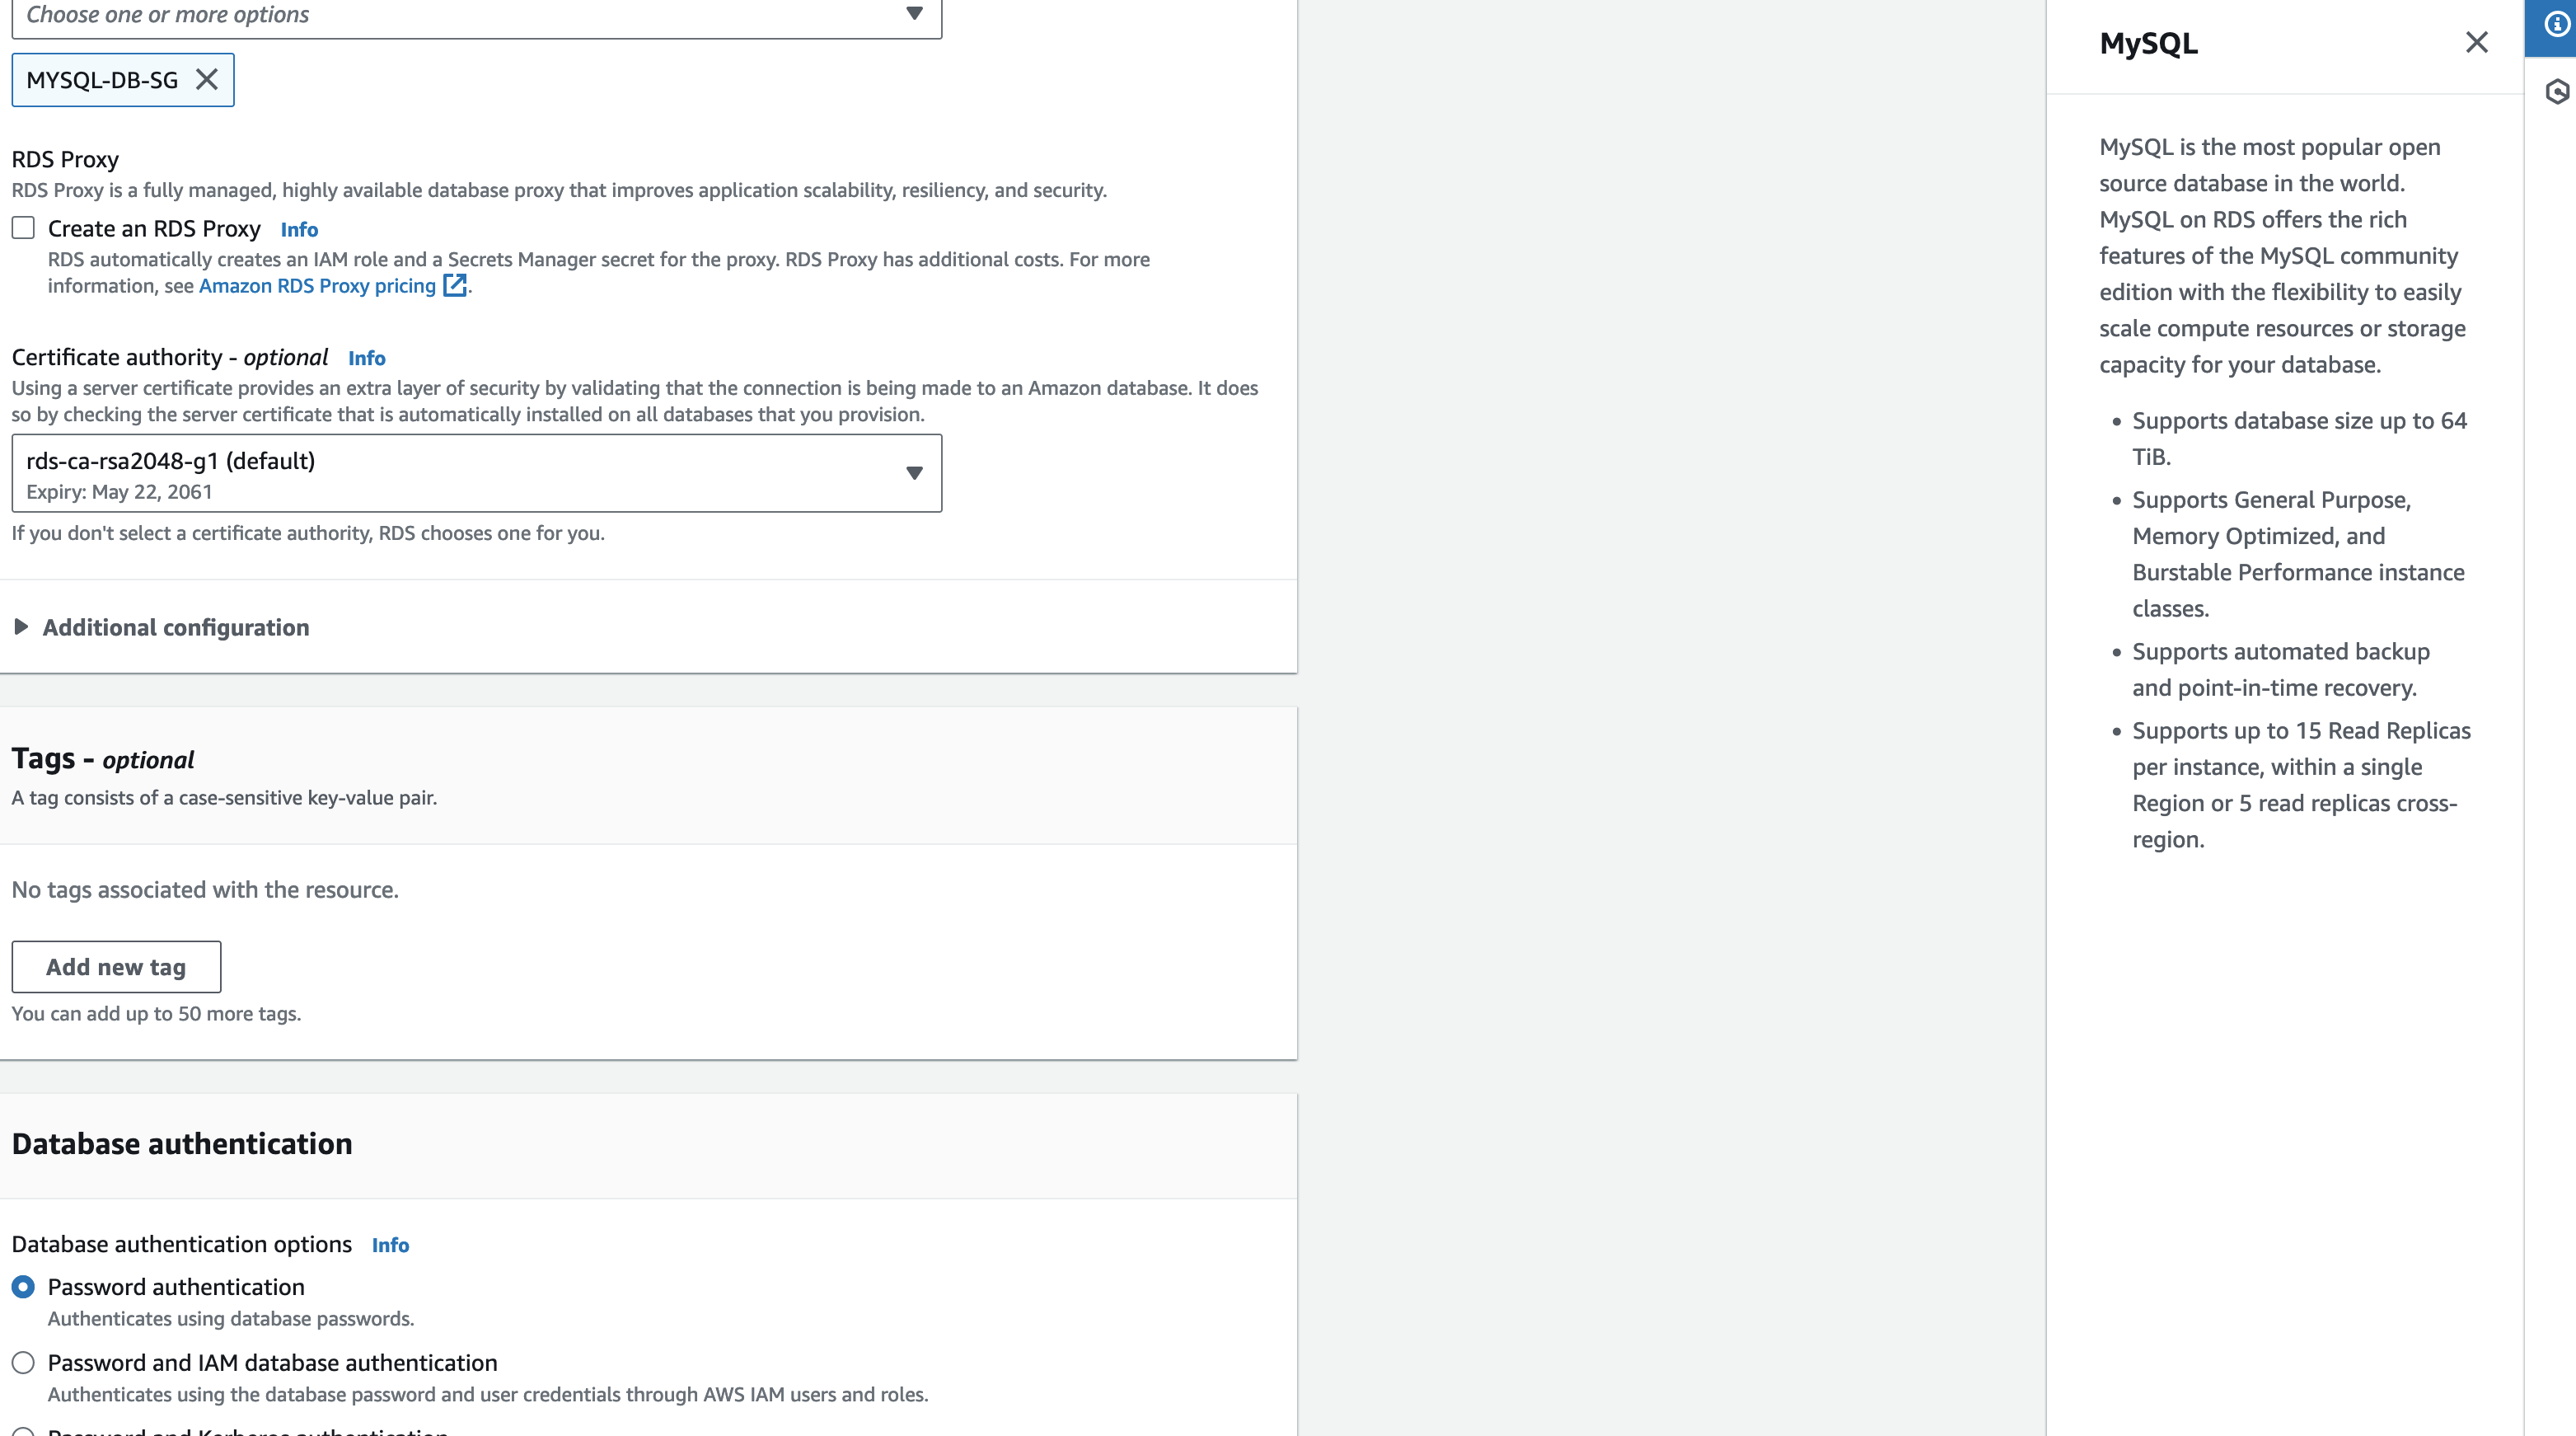 Choose one or more options
MYSQL-DB-SG
RDS Proxy
RDS Proxy is a fully managed, highly available database proxy that improves application scalability, resiliency, and security.
Create an RDS Proxy Info
RDS automatically creates an IAM role and a Secrets Manager secret for the proxy. RDS Proxy has additional costs. For more
information, see Amazon RDS Proxy pricing .
Certificate authority - optional Info
Using a server certificate provides an extra layer of security by validating that the connection is being made to an Amazon database. It does
so by checking the server certificate that is automatically installed on all databases that you provision.
rds-ca-rsa2048-g1 (default)
Expiry: May 22, 2061
If you don't select a certificate authority, RDS chooses one for you.
Additional configuration
Tags - optional
A tag consists of a case-sensitive key-value pair.
No tags associated with the resource.
Add new tag
You can add up to 50 more tags.
Database authentication
Database authentication options Info
Password authentication
Authenticates using database passwords.
Password and IAM database authentication
Authenticates using the database password and user credentials through AWS IAM users and roles.
Password and Kerberos authentication
MySQL
MySQL is the most popular open
source database in the world.
MySQL on RDS offers the rich
features of the MySQL community
edition with the flexibility to easily
scale compute resources or storage
capacity for your database.
• Supports database size up to 64
TiB.
• Supports General Purpose,
Memory Optimized, and
Burstable Performance instance
classes.
• Supports automated backup
and point-in-time recovery.
• Supports up to 15 Read Replicas
per instance, within a single
Region or 5 read replicas cross-
region.